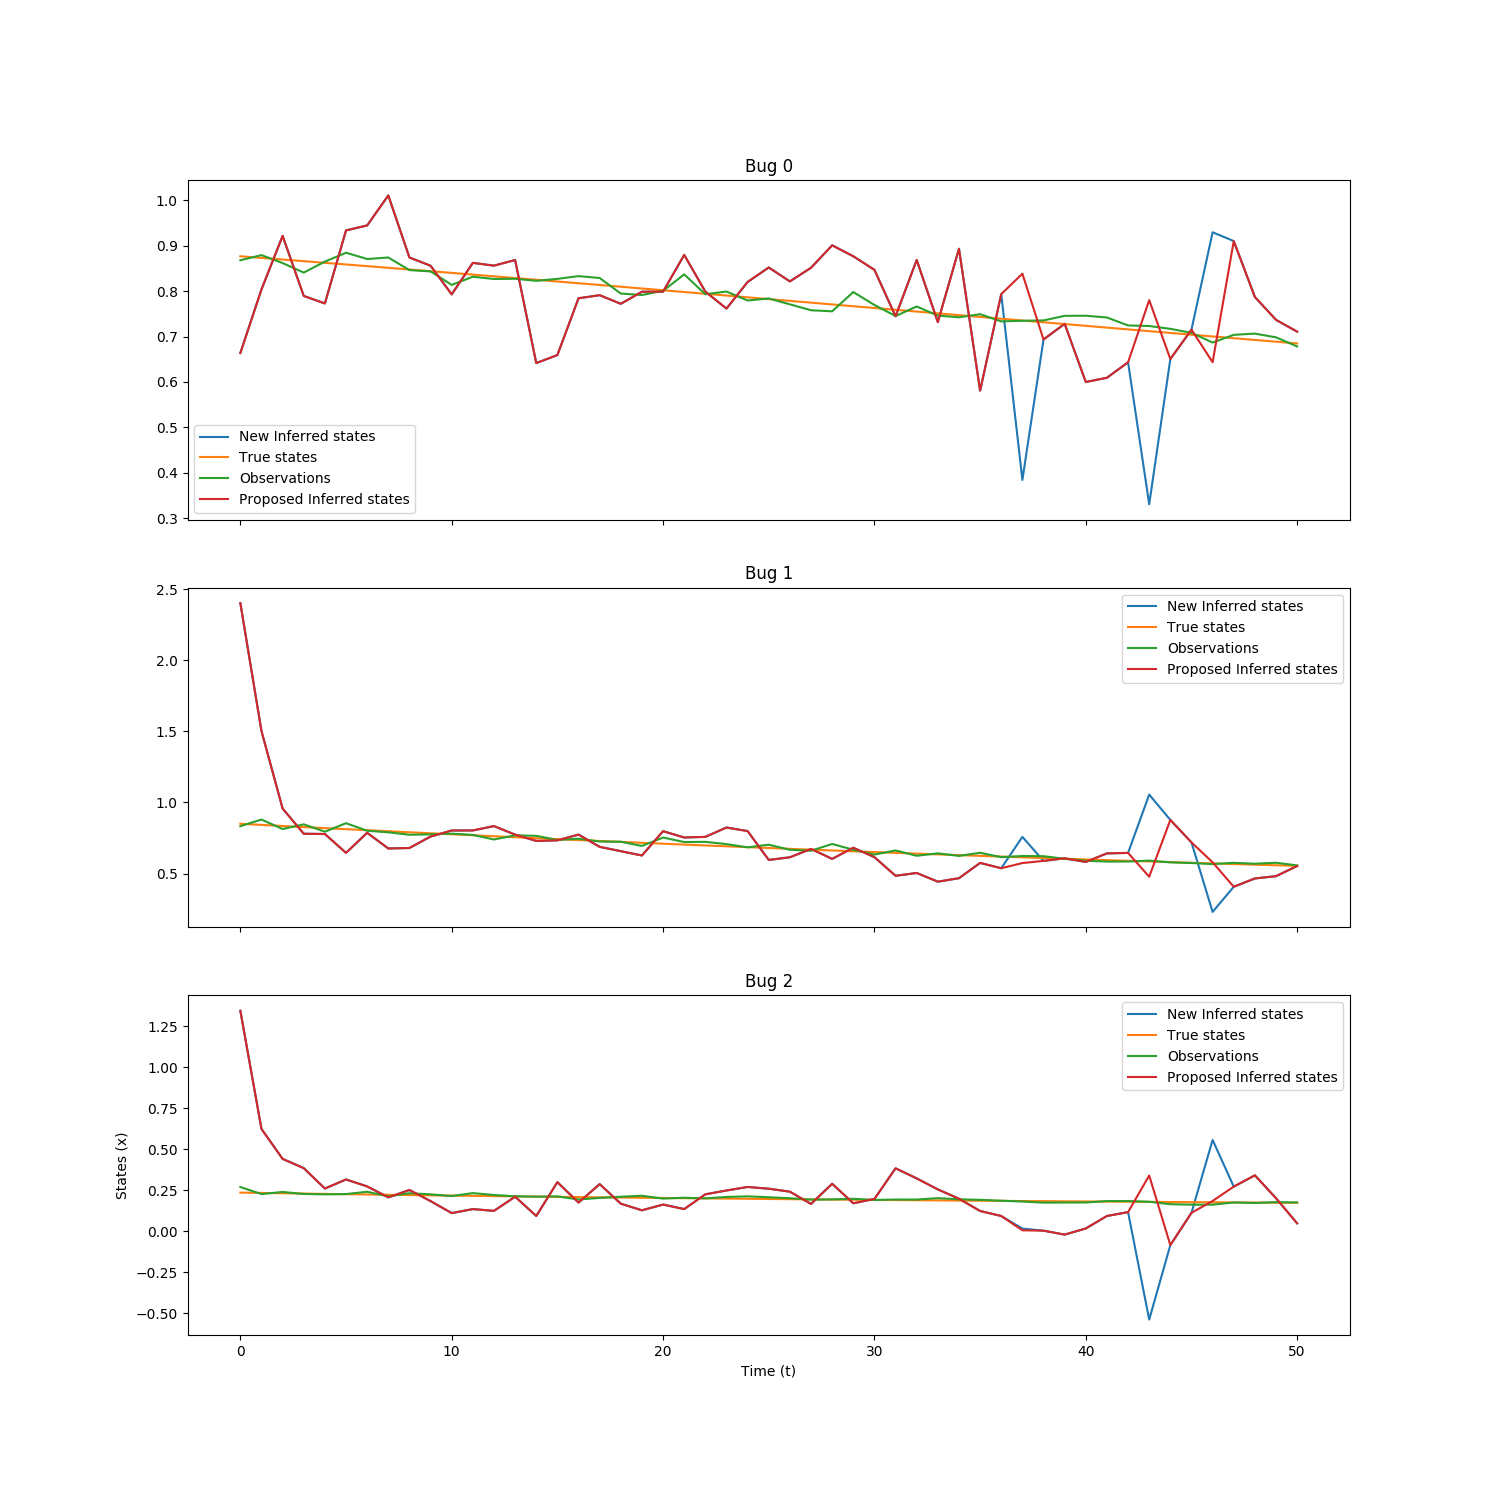 Bug 0
1.0
0.9
0.8
0.7
0.6
0.5
0.4
0.3
New Inferred states
True states
Observations
Proposed Inferred states
Bug 1
2.5
2.0
1.5
1.0
0.5
New Inferred states
True states
Observations
Proposed Inferred states
Bug 2
States (x)
1.25
1.00
0.75
0.50
0.25
0.00
−0.25
−0.50
New Inferred states
True states
Observations
Proposed Inferred states
0 10 20 30 40 50
Time (t)